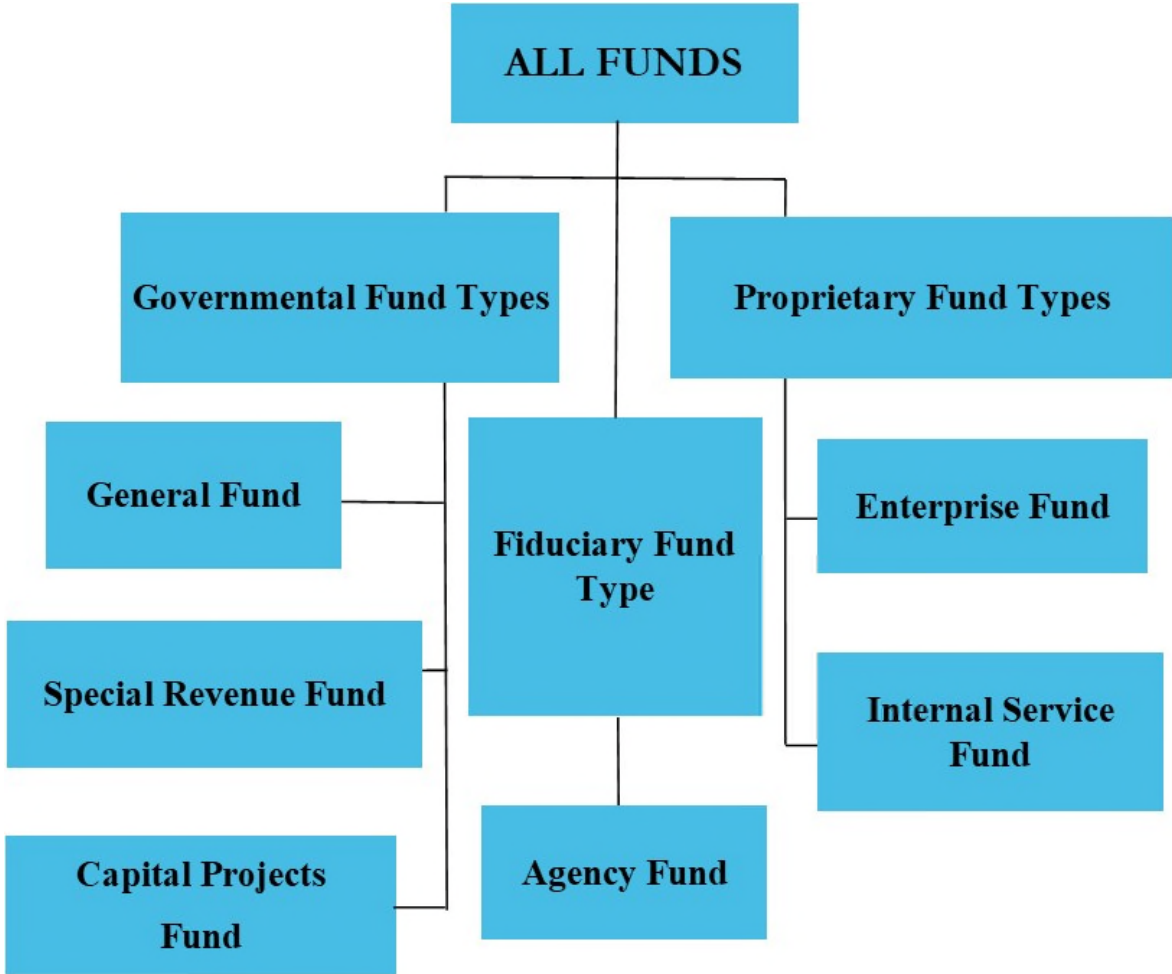 ALL FUNDS
Governmental Fund Types
Proprietary Fund Types
General Fund
Fiduciary Fund
Type
Enterprise Fund
Special Revenue Fund
Internal Service
Fund
Capital Projects
Fund
Agency Fund